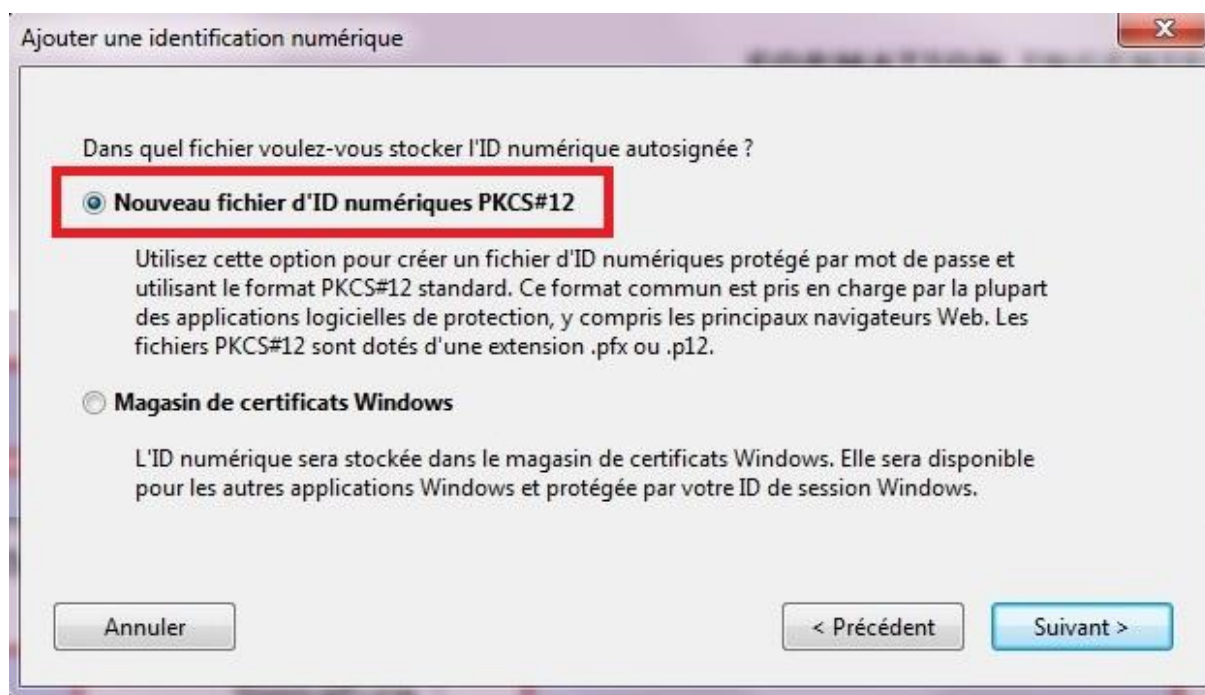 Ajouter une identification numérique
Dans quel fichier voulez-vous stocker l'ID numérique autosignée ?
Nouveau fichier d'ID numériques PKCS#12
Utilisez cette option pour créer un fichier d'ID numériques protégé par mot de passe et
utilisant le format PKCS#12 standard. Ce format commun est pris en charge par la plupart
des applications logicielles de protection, y compris les principaux navigateurs Web. Les
fichiers PKCS#12 sont dotés d'une extension .pfx ou .p12.
Magasin de certificats Windows
L'ID numérique sera stockée dans le magasin de certificats Windows. Elle sera disponible
pour les autres applications Windows et protégée par votre ID de session Windows.
Annuler
< Précédent
Suivant >